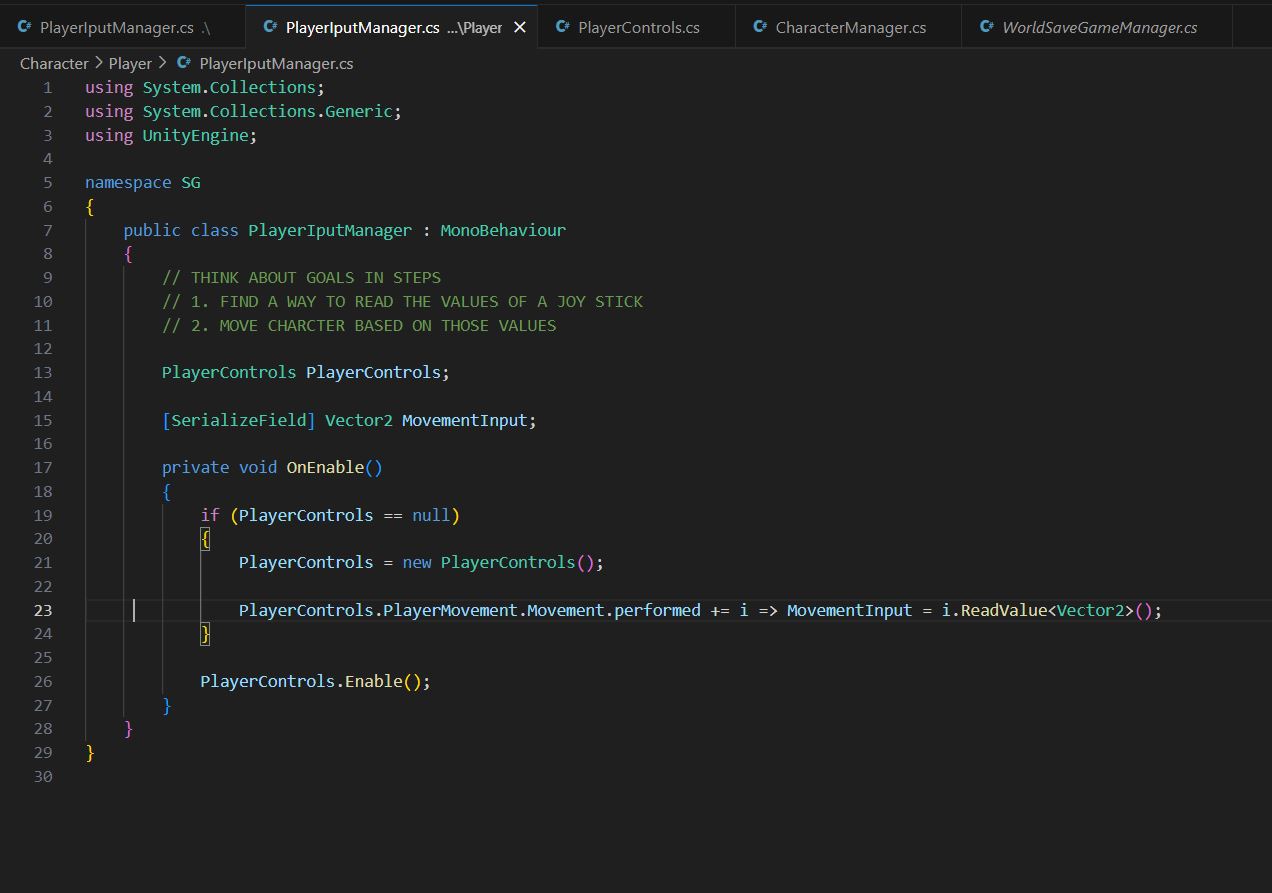 PlayerIputManager.cs .\ PlayerIputManager.cs ...\Player PlayerControls.cs CharacterManager.cs WorldSaveGameManager.cs
Character > Player > PlayerIputManager.cs
1 using System.Collections;
2 using System.Collections.Generic;
3 using UnityEngine;
4
5 namespace SG
6 {
7 public class PlayerIputManager : MonoBehaviour
8 {
9 // THINK ABOUT GOALS IN STEPS
10 // 1. FIND A WAY TO READ THE VALUES OF A JOY STICK
11 // 2. MOVE CHARCTER BASED ON THOSE VALUES
12
13 PlayerControls PlayerControls;
14
15 [SerializeField] Vector2 MovementInput;
16
17 private void OnEnable()
18 {
19 if (PlayerControls == null)
20 {
21 PlayerControls = new PlayerControls();
22
23 PlayerControls.PlayerMovement.Movement.performed += i => MovementInput = i.ReadValue<Vector2>();
24 }
25
26 PlayerControls.Enable();
27 }
28 }
29 }
30